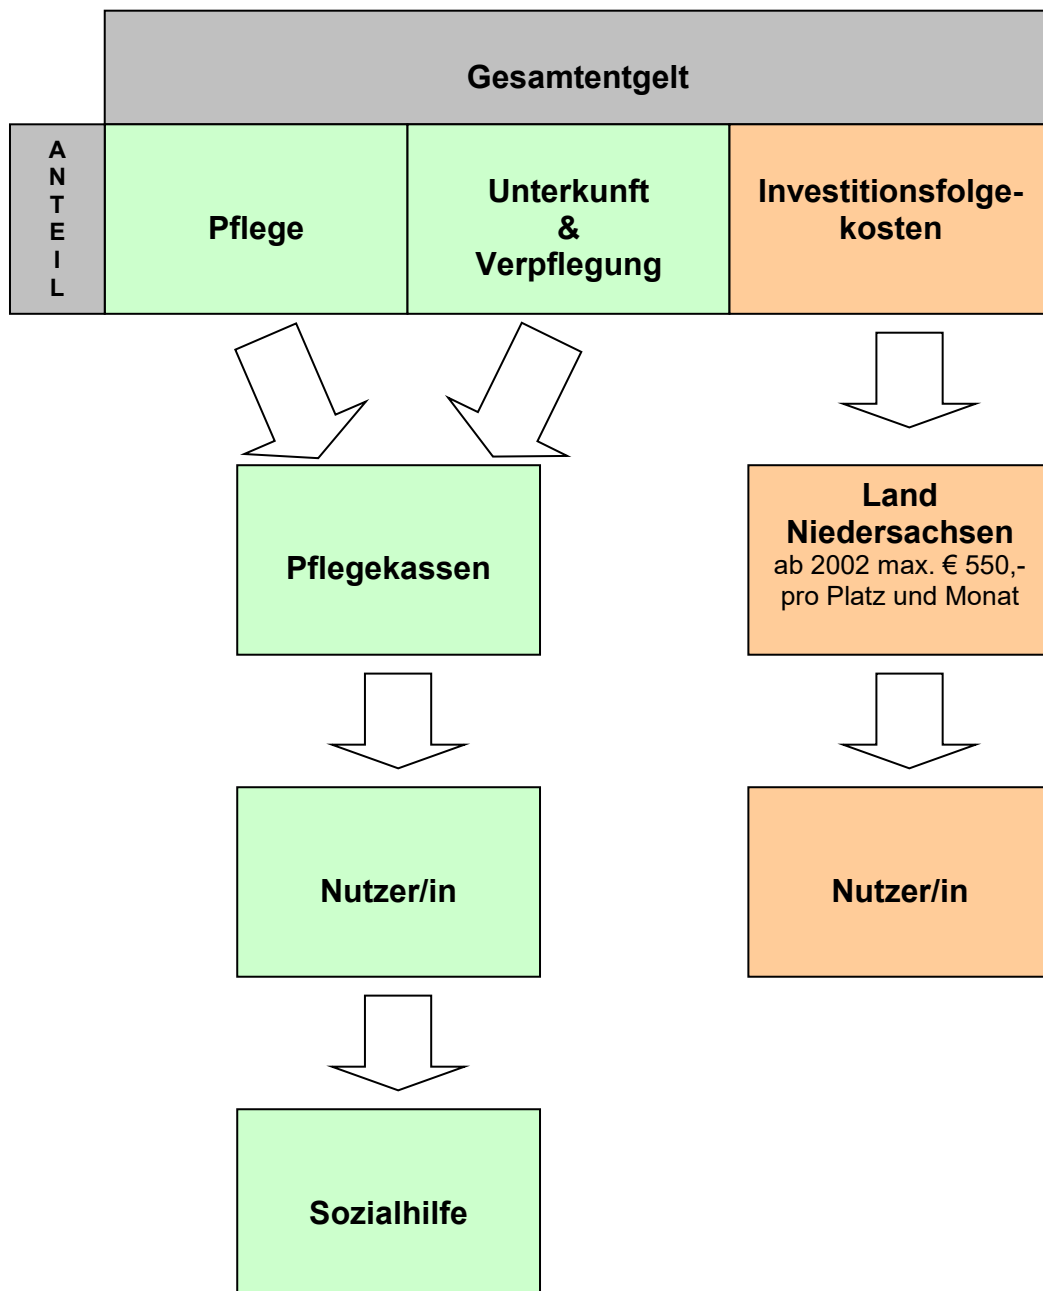 Gesamtentgelt
ANTEIL
Pflege
Unterkunft
&
Verpflegung
Investitionsfolge-
kosten
Pflegekassen
Land
Niedersachsen
ab 2002 max. € 550,-
pro Platz und Monat
Nutzer/in
Nutzer/in
Sozialhilfe